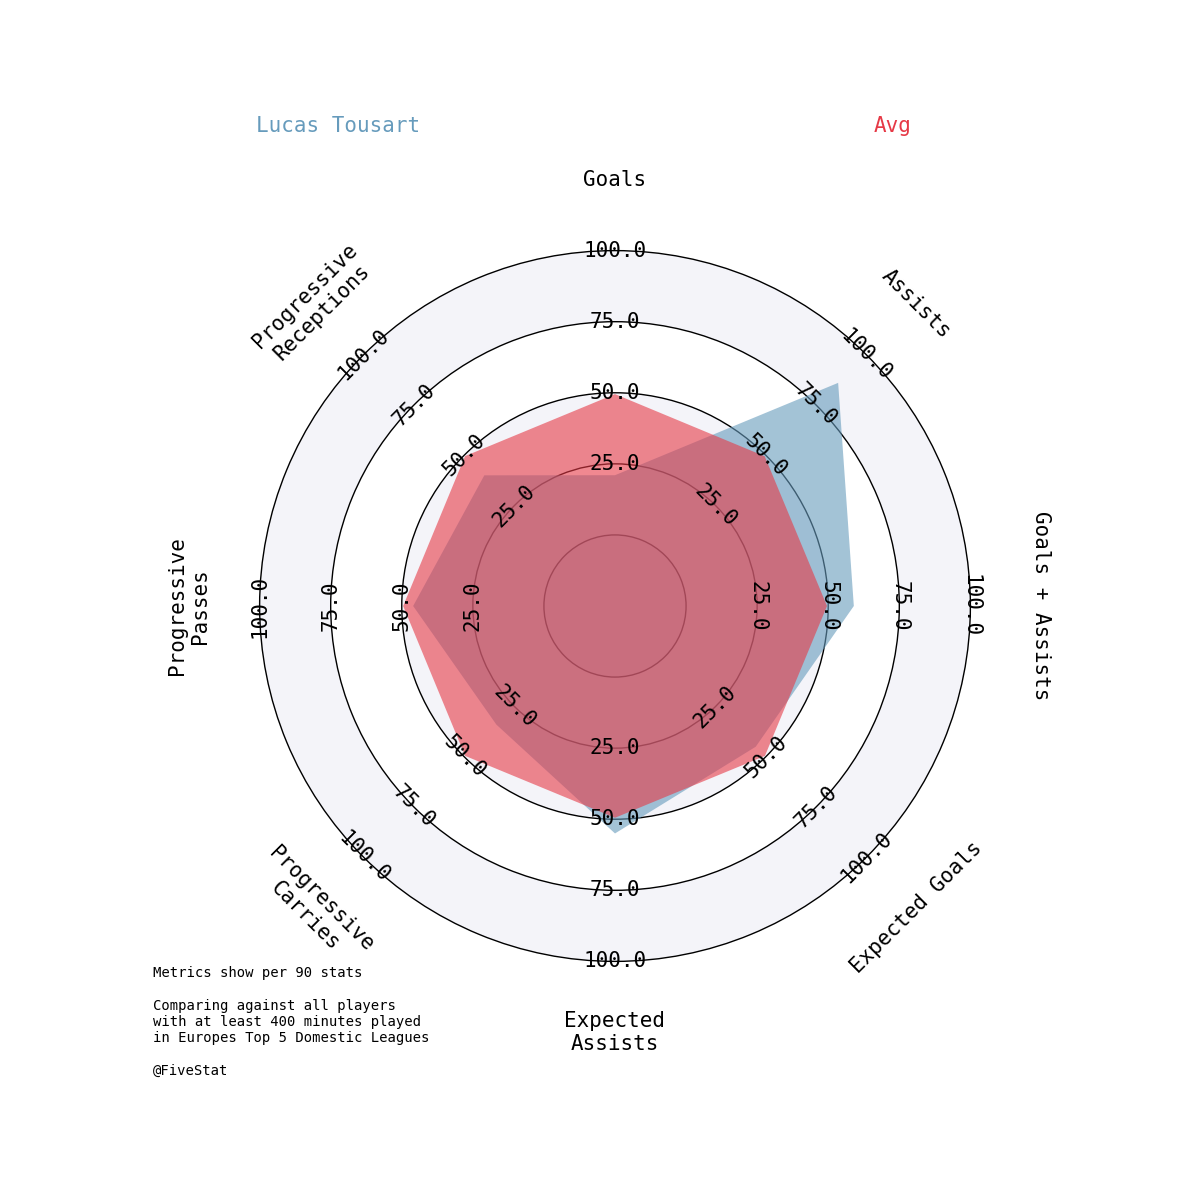 Lucas Tousart
Avg
Goals
Assists
Goals + Assists
Expected Goals
Expected
Assists
Progressive
Carries
Progressive
Passes
Progressive
Receptions
25.0
50.0
75.0
100.0
25.0
50.0
75.0
100.0
25.0
50.0
75.0
100.0
25.0
50.0
75.0
100.0
25.0
50.0
75.0
100.0
25.0
50.0
75.0
100.0
25.0
50.0
75.0
100.0
25.0
50.0
75.0
100.0
Metrics show per 90 stats
Comparing against all players
with at least 400 minutes played
in Europes Top 5 Domestic Leagues
@FiveStat